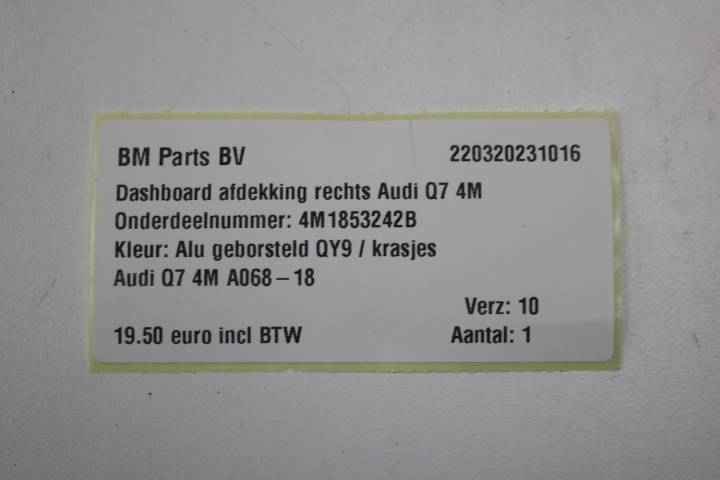 BM Parts BV 220320231016
Dashboard afdekking rechts Audi Q7 4M
Onderdeelnummer: 4M1853242B
Kleur: Alu geborsteld QY9 / krasjes
Audi Q7 4M A068-18
Verz: 10
19.50 euro incl BTW Aantal: 1